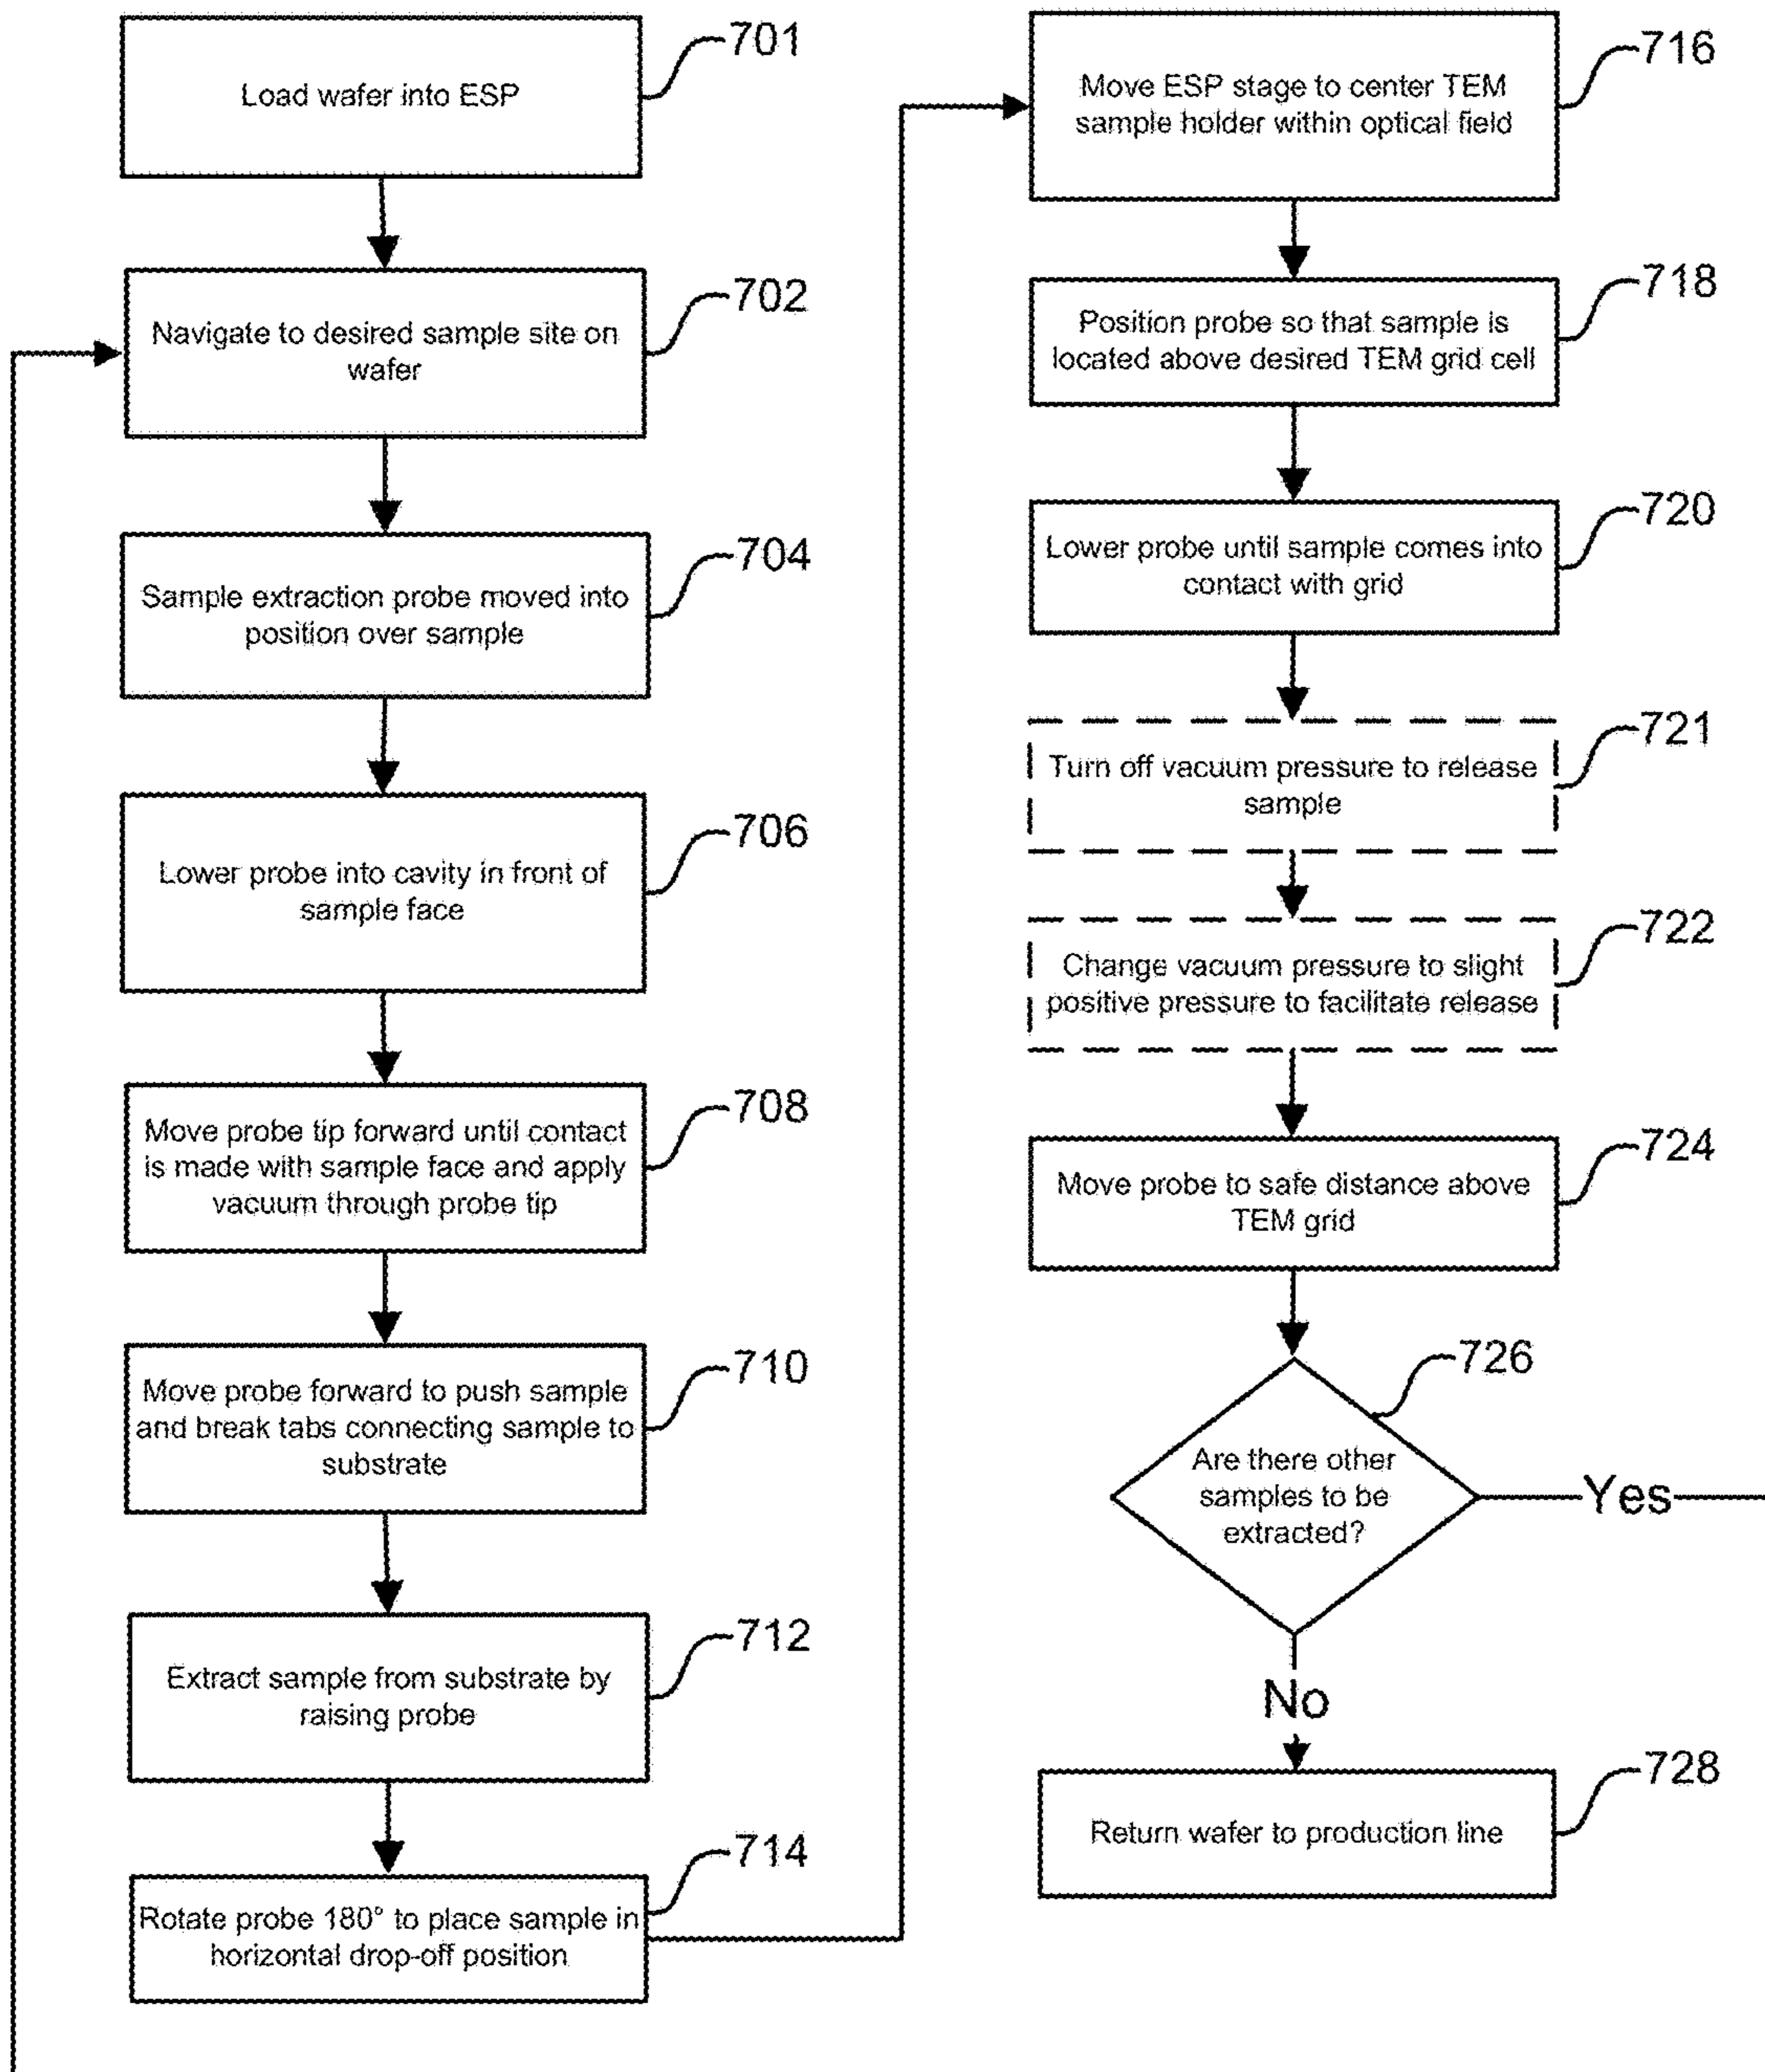 701
Load wafer into ESP
702
Navigate to desired sample site on
wafer
704
Sample extraction probe moved into
position over sample
706
Lower probe into cavity in front of
sample face
708
Move probe tip forward until contact
is made with sample face and apply
vacuum through probe tip
710
Move probe forward to push sample
and break tabs connecting sample to
substrate
712
Extract sample from substrate by
raising probe
714
Rotate probe 180° to place sample in
horizontal drop-off position
716
Move ESP stage to center TEM
sample holder within optical field
718
Position probe so that sample is
located above desired TEM grid cell
720
Lower probe until sample comes into
contact with grid
721
Turn off vacuum pressure to release
sample
722
Change vacuum pressure to slight
positive pressure to facilitate release
724
Move probe to safe distance above
TEM grid
726
Are there other
samples to be
extracted?
Yes
No
728
Return wafer to production line